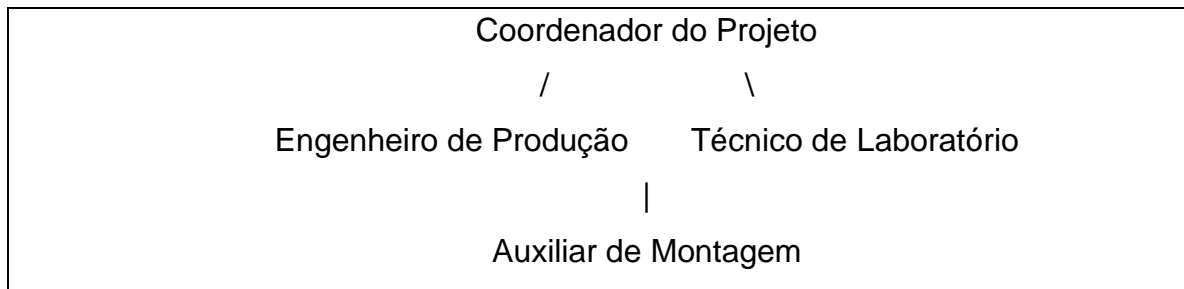 Coordenador do Projeto
/ \
Engenheiro de Produção Técnico de Laboratório
|
Auxiliar de Montagem